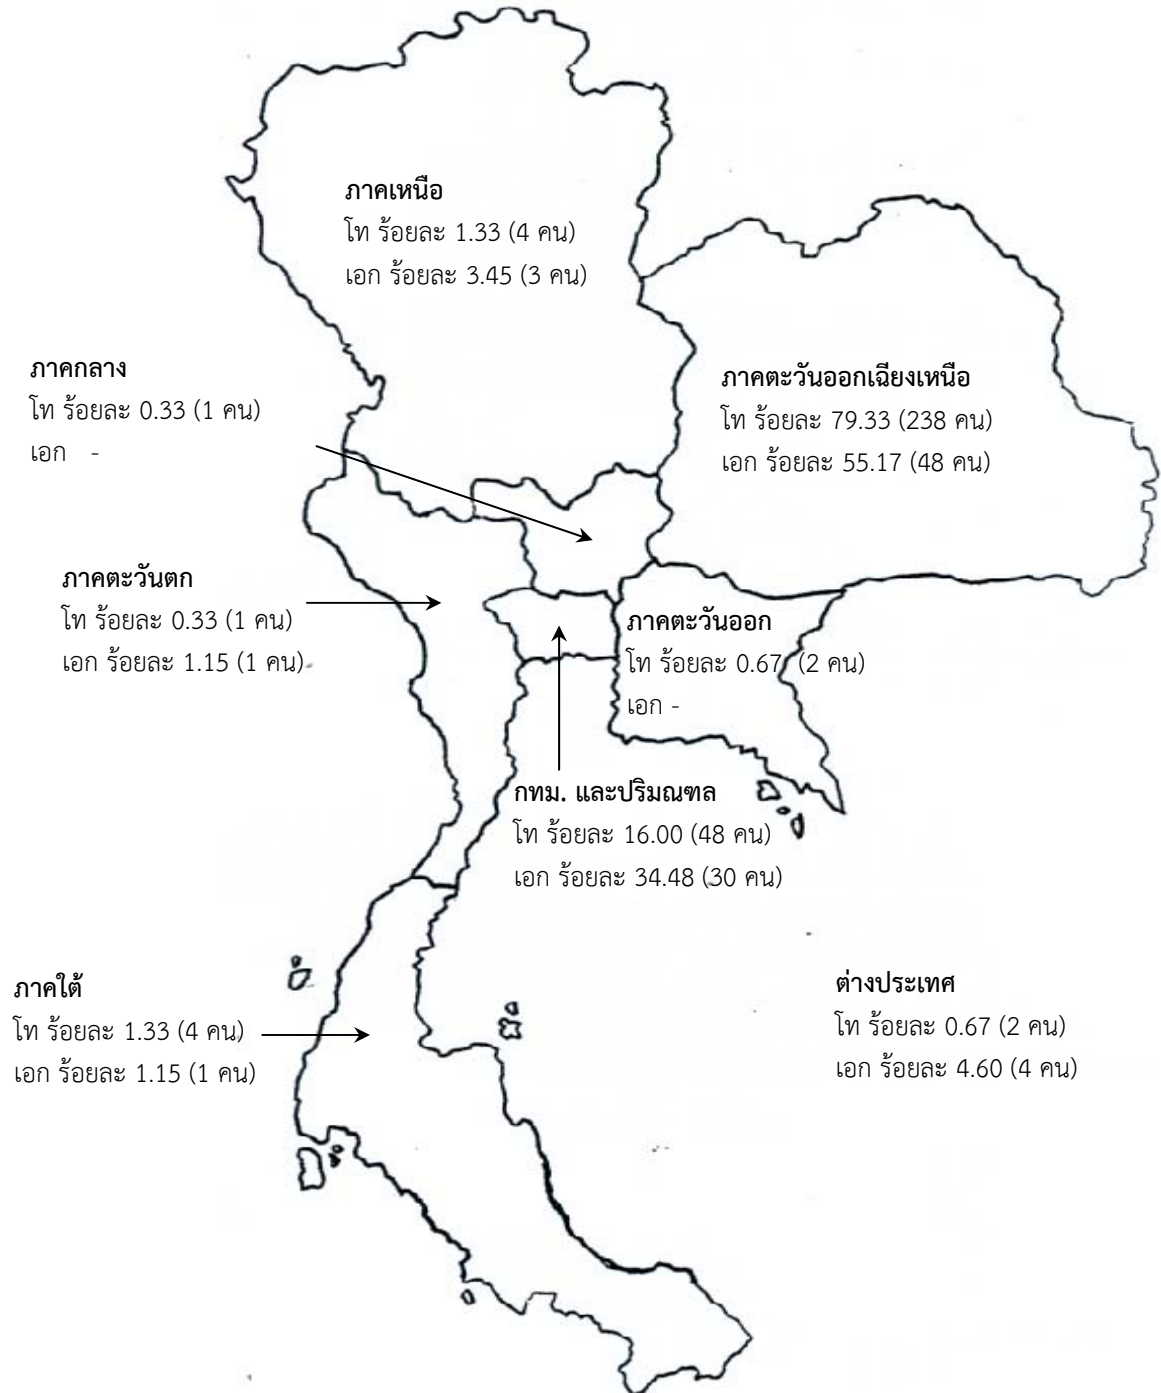 ภาคเหนือ
โท ร้อยละ 1.33 (4 คน)
เอก ร้อยละ 3.45 (3 คน)
ภาคกลาง
โท ร้อยละ 0.33 (1 คน)
เอก -
ภาคตะวันออกเฉียงเหนือ
โท ร้อยละ 79.33 (238 คน)
เอก ร้อยละ 55.17 (48 คน)
ภาคตะวันตก
โท ร้อยละ 0.33 (1 คน)
เอก ร้อยละ 1.15 (1 คน)
ภาคตะวันออก
โท ร้อยละ 0.67 (2 คน)
เอก -
กทม. และปริมณฑล
โท ร้อยละ 16.00 (48 คน)
เอก ร้อยละ 34.48 (30 คน)
ภาคใต้
โท ร้อยละ 1.33 (4 คน)
เอก ร้อยละ 1.15 (1 คน)
ต่างประเทศ
โท ร้อยละ 0.67 (2 คน)
เอก ร้อยละ 4.60 (4 คน)